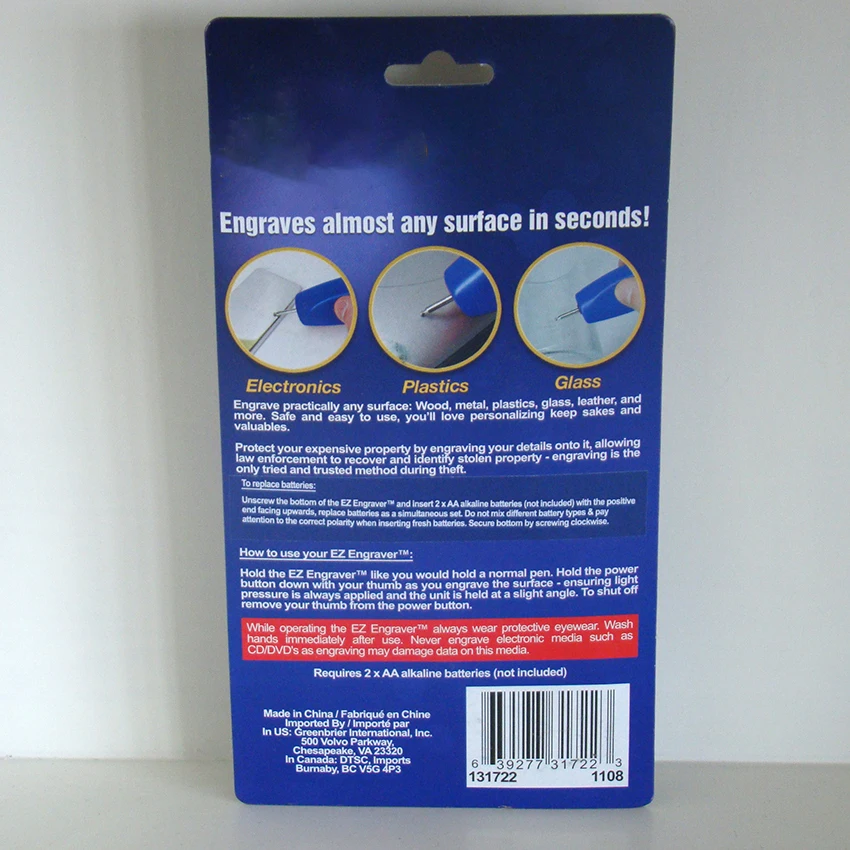 Engraves almost any surface in seconds!
Electronics Plastics Glass
Engrave practically any surface: Wood, metal, plastics, glass, leather, and
more. Safe and easy to use, you'll love personalizing keep sakes and
valuables.
Protect your expensive property by engraving your details onto it, allowing
law enforcement to recover and identify stolen property - engraving is the
only tried and trusted method during theft.
To replace batteries:
Unscrew the bottom of the EZ Engraver™ and insert 2 x AA alkaline batteries (not included) with the positive
end facing upwards, replace batteries as a simultaneous set. Do not mix different battery types & pay
attention to the correct polarity when inserting fresh batteries. Secure bottom by screwing clockwise.
How to use your EZ Engraver™:
Hold the EZ Engraver™ like you would hold a normal pen. Hold the power
button down with your thumb as you engrave the surface - ensuring light
pressure is always applied and the unit is held at a slight angle. To shut off
remove your thumb from the power button.
While operating the EZ Engraver™ always wear protective eyewear. Wash
hands immediately after use. Never engrave electronic media such as
CD/DVD's as engraving may damage data on this media.
Requires 2 x AA alkaline batteries (not included)
Made in China / Fabriqué en Chine
Imported By / Importé par
In US: Greenbrier International, Inc.
500 Volvo Parkway,
Chesapeake, VA 23320
In Canada: DTSC, Imports
Burnaby, BC V5G 4P3
6 39277 31722 3
131722 1108